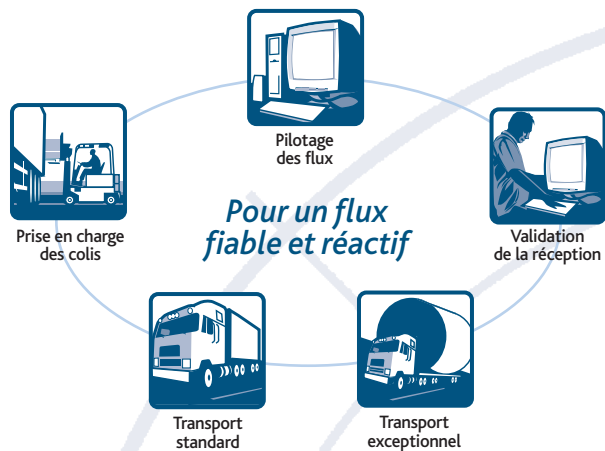 Pilotage
des flux
Prise en charge
des colis
Pour un flux
fiable et réactif
Validation
de la réception
Transport
standard
Transport
exceptionnel